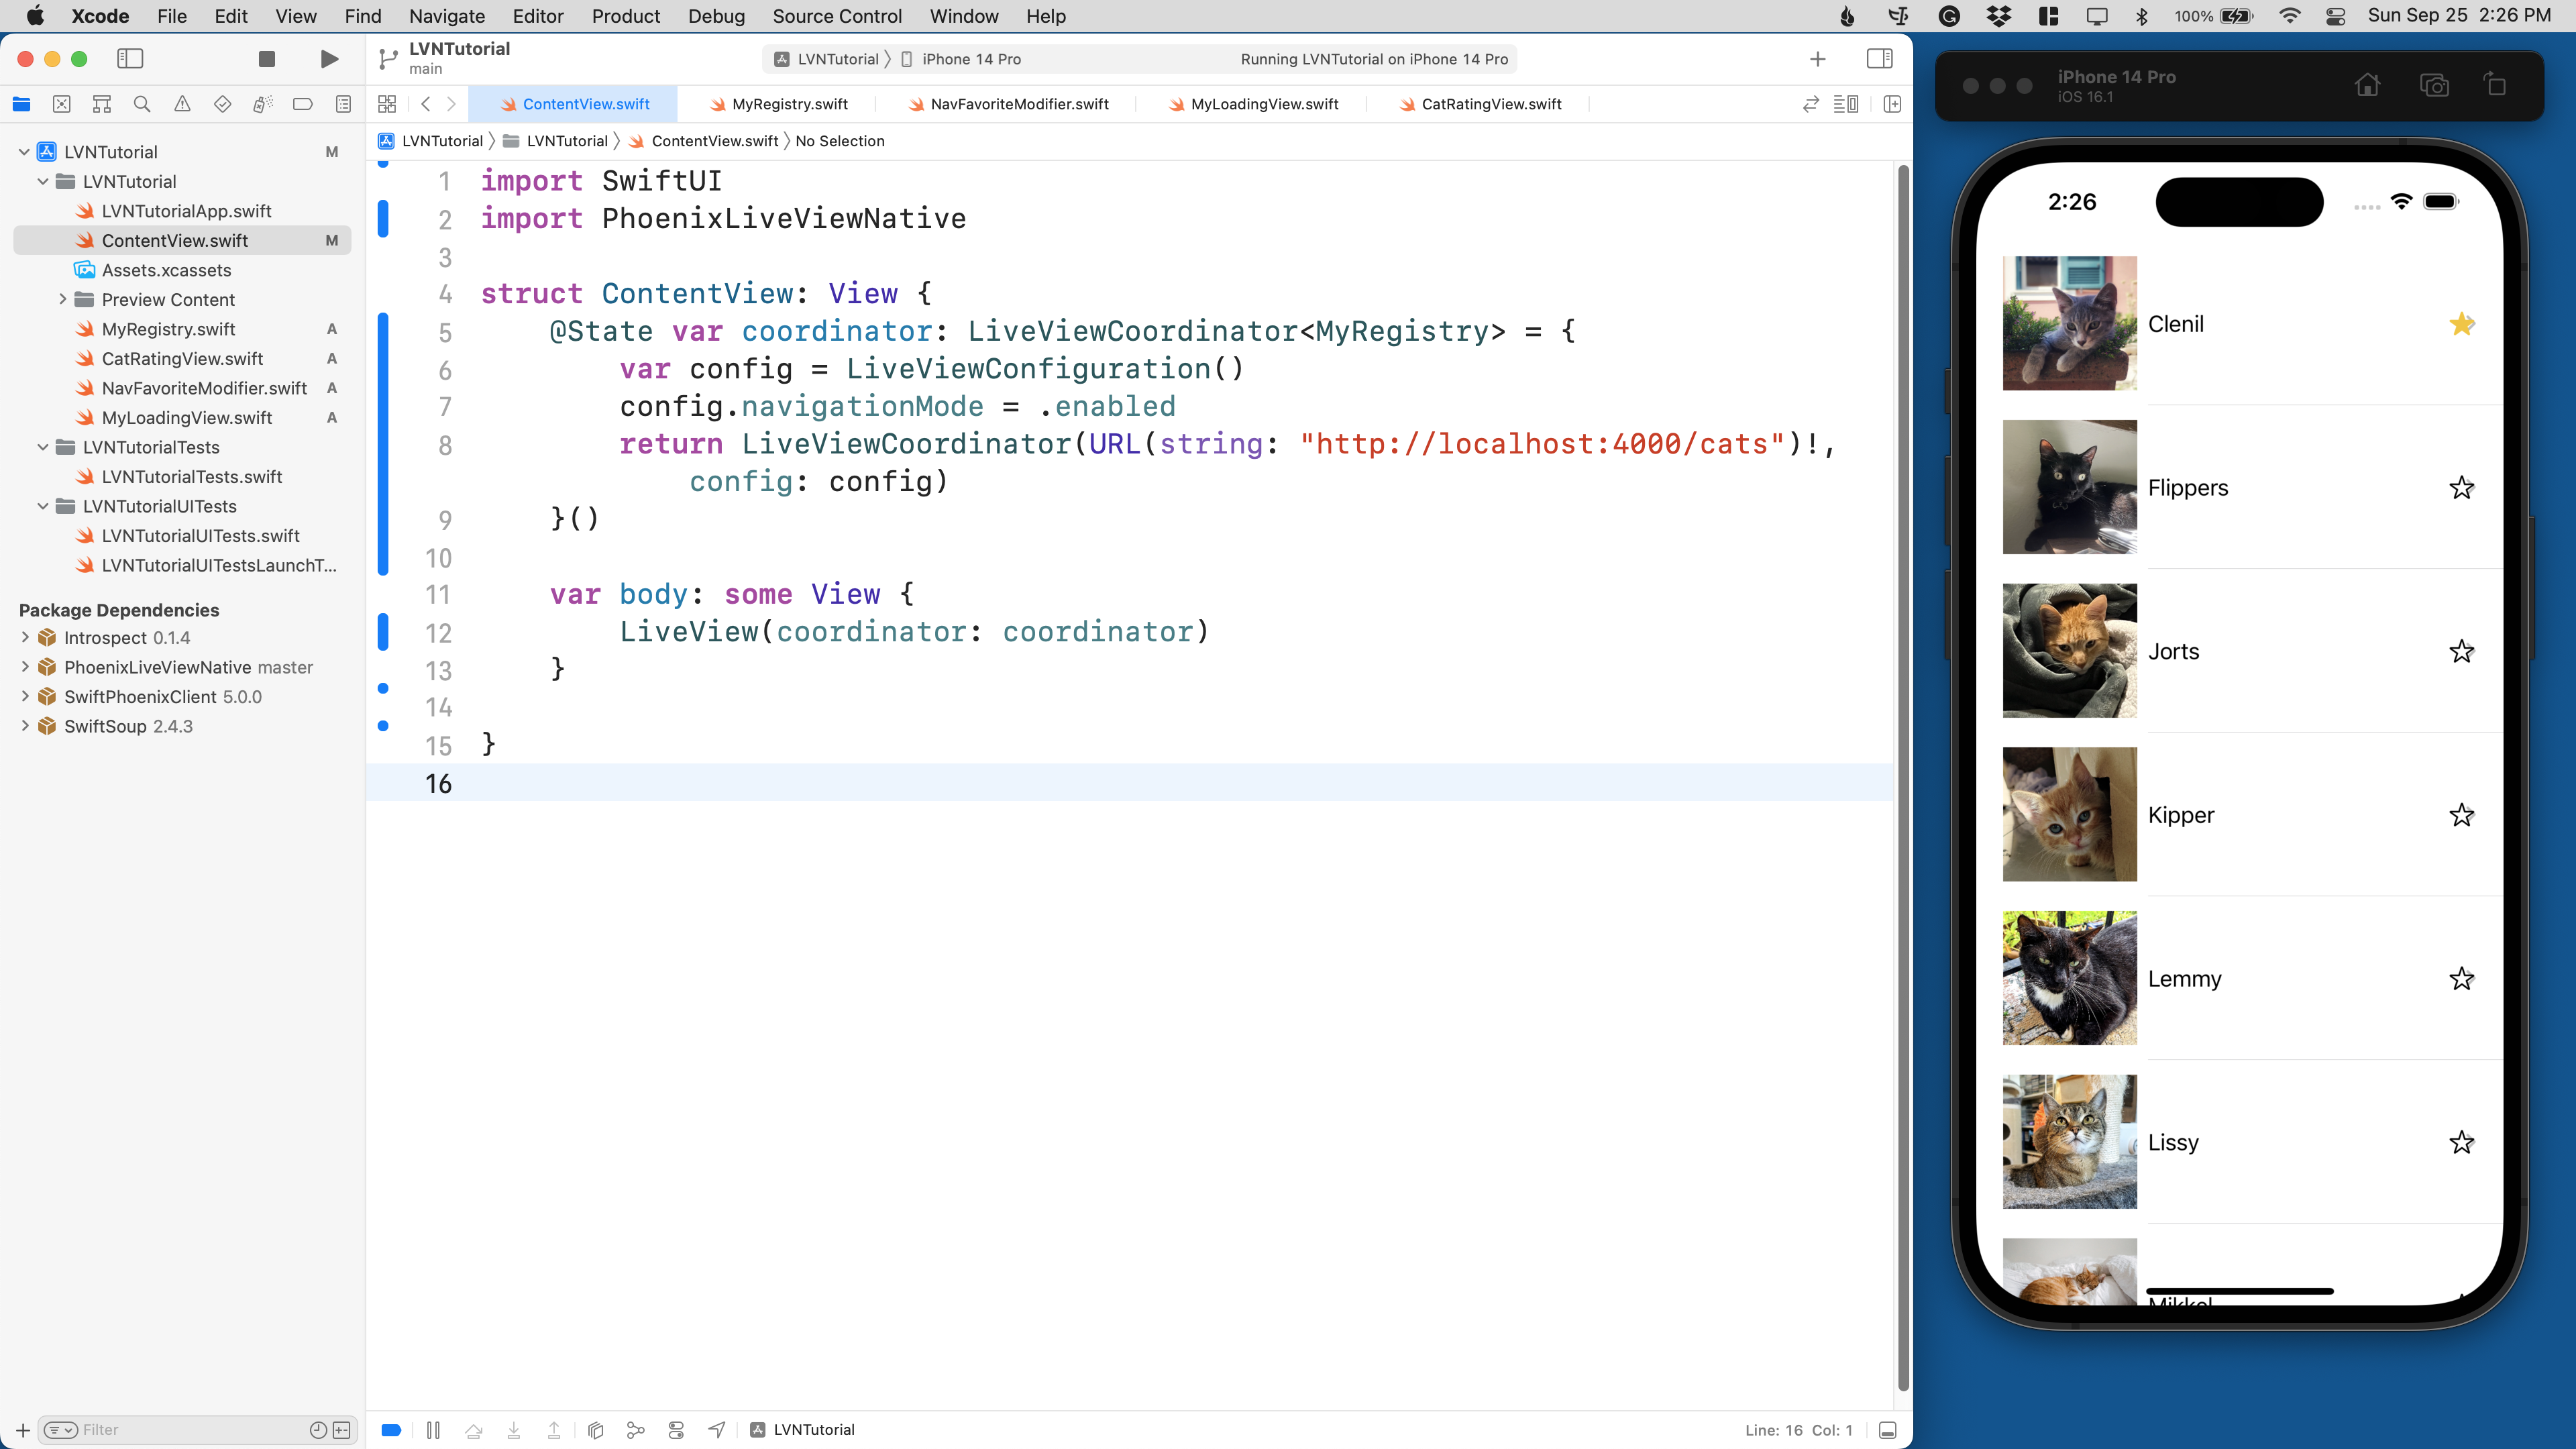 Xcode File Edit View Find Navigate Editor Product Debug Source Control Window Help
100% Sun Sep 25 2:26 PM
LVNTutorial
main
LVNTutorial iPhone 14 Pro Running LVNTutorial on iPhone 14 Pro
ContentView.swift MyRegistry.swift NavFavoriteModifier.swift MyLoadingView.swift CatRatingView.swift
LVNTutorial LVNTutorial ContentView.swift No Selection
LVNTutorial M
LVNTutorial
LVNTutorialApp.swift
ContentView.swift M
Assets.xcassets
Preview Content
MyRegistry.swift A
CatRatingView.swift A
NavFavoriteModifier.swift A
MyLoadingView.swift A
LVNTutorialTests
LVNTutorialTests.swift
LVNTutorialUITests
LVNTutorialUITests.swift
LVNTutorialUITestsLaunchT...
Package Dependencies
Introspect 0.1.4
PhoenixLiveViewNative master
SwiftPhoenixClient 5.0.0
SwiftSoup 2.4.3
Filter
1 import SwiftUI
2 import PhoenixLiveViewNative
3
4 struct ContentView: View {
5 @State var coordinator: LiveViewCoordinator<MyRegistry> = {
6 var config = LiveViewConfiguration()
7 config.navigationMode = .enabled
8 return LiveViewCoordinator(URL(string: "http://localhost:4000/cats")!,
config: config)
9 }()
10
11 var body: some View {
12 LiveView(coordinator: coordinator)
13 }
14
15 }
16
LVNTutorial
Line: 16 Col: 1
iPhone 14 Pro
iOS 16.1
2:26
Clenil
Flippers
Jorts
Kipper
Lemmy
Lissy